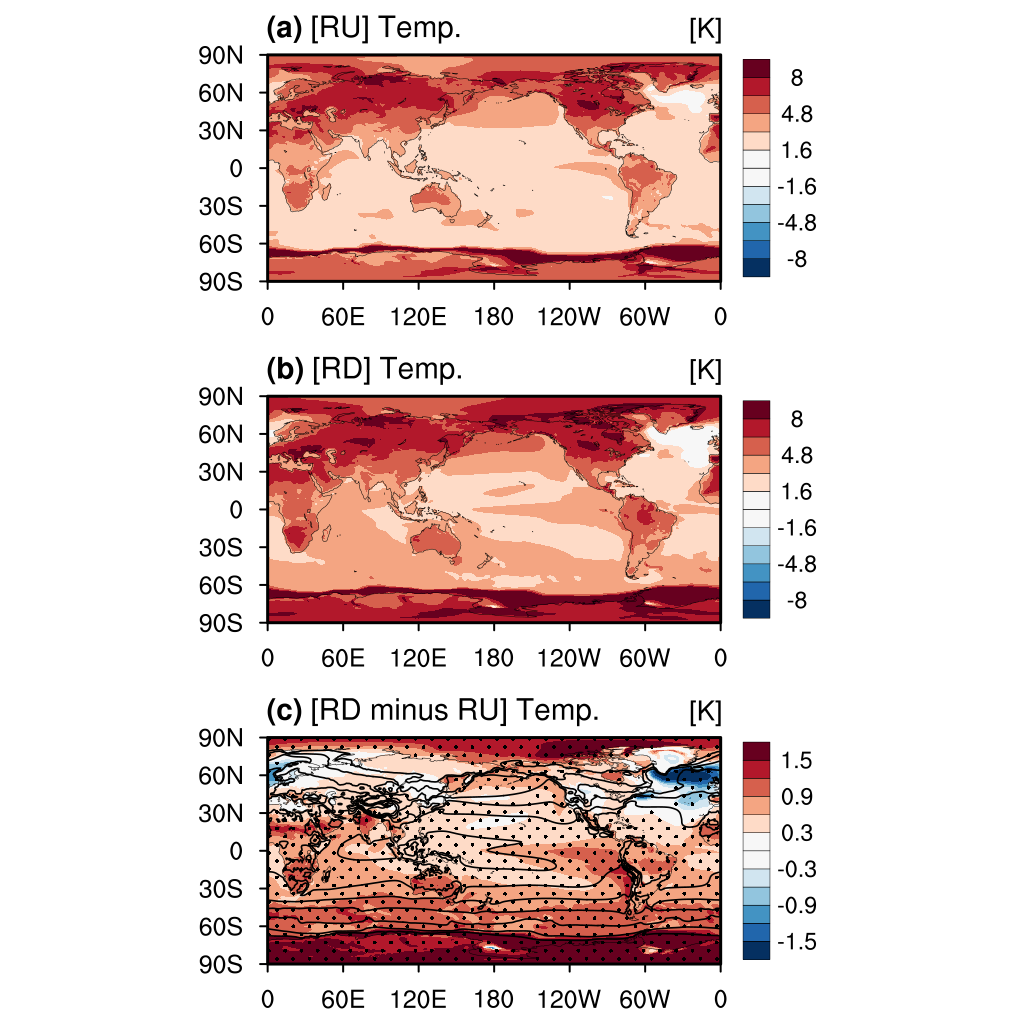 (a) [RU] Temp. [K]
90N
60N
30N
0
30S
60S
90S
0 60E 120E 180 120W 60W 0
8
4.8
1.6
-1.6
-4.8
-8
(b) [RD] Temp. [K]
90N
60N
30N
0
30S
60S
90S
0 60E 120E 180 120W 60W 0
8
4.8
1.6
-1.6
-4.8
-8
(c) [RD minus RU] Temp. [K]
90N
60N
30N
0
30S
60S
90S
0 60E 120E 180 120W 60W 0
1.5
0.9
0.3
-0.3
-0.9
-1.5